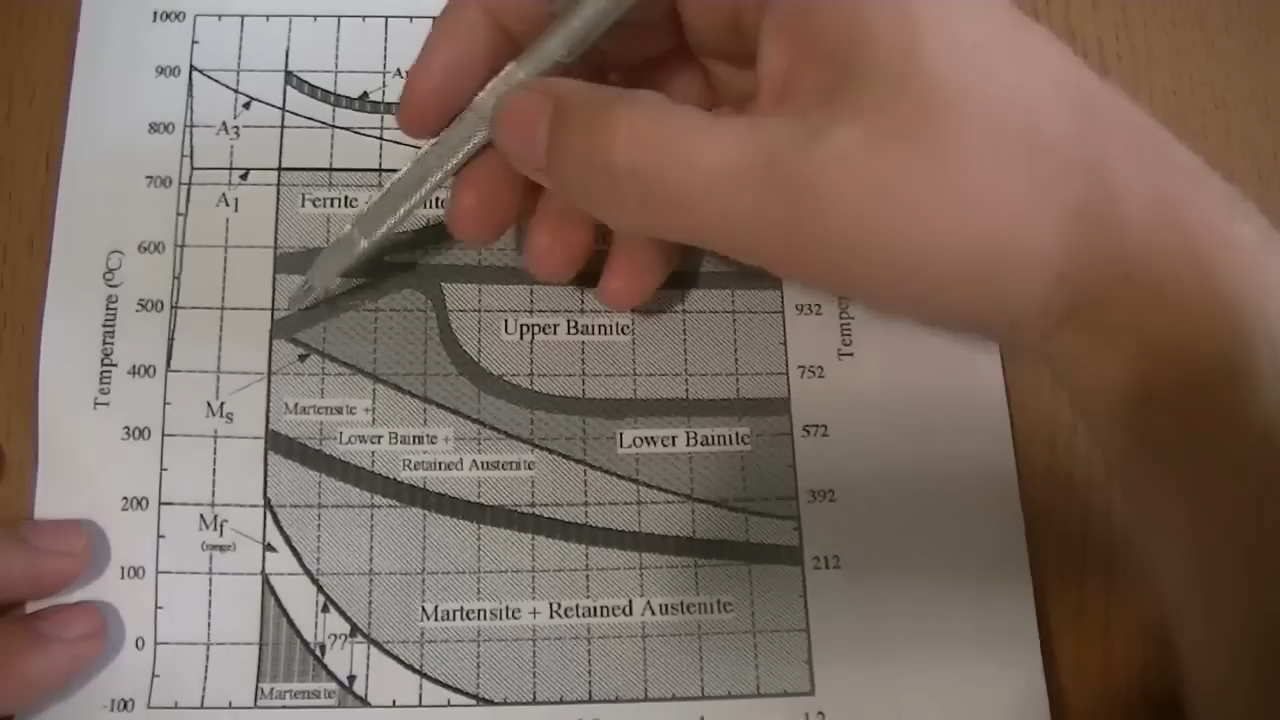 1000
900
A3
800
700
A1
Ferrite
600
500
932
Upper Bainite
Temperature (ºC)
400
752
Ms
Martensite +
300
572
Lower Bainite +
Lower Bainite
Retained Austenite
200
392
Mf
(range)
212
100
Martensite + Retained Austenite
0
??
Martensite
-100